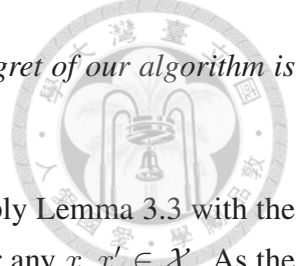 gret of our algorithm is
ply Lemma 3.3 with the
r any x, x′ ∈ 𝒳. As the